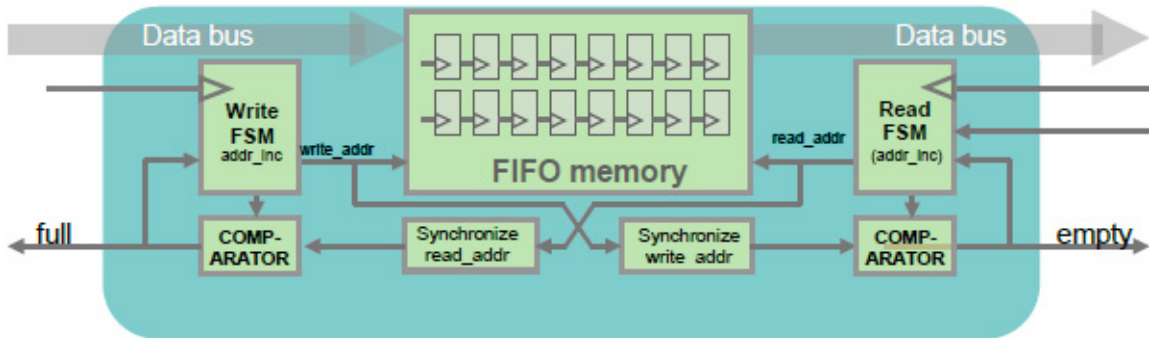 Data bus
Data bus
Write
FSM
addr_inc
write_addr
FIFO memory
read_addr
Read
FSM
(addr_inc)
full
COMP-
ARATOR
Synchronize
read_addr
Synchronize
write_addr
COMP-
ARATOR
empty